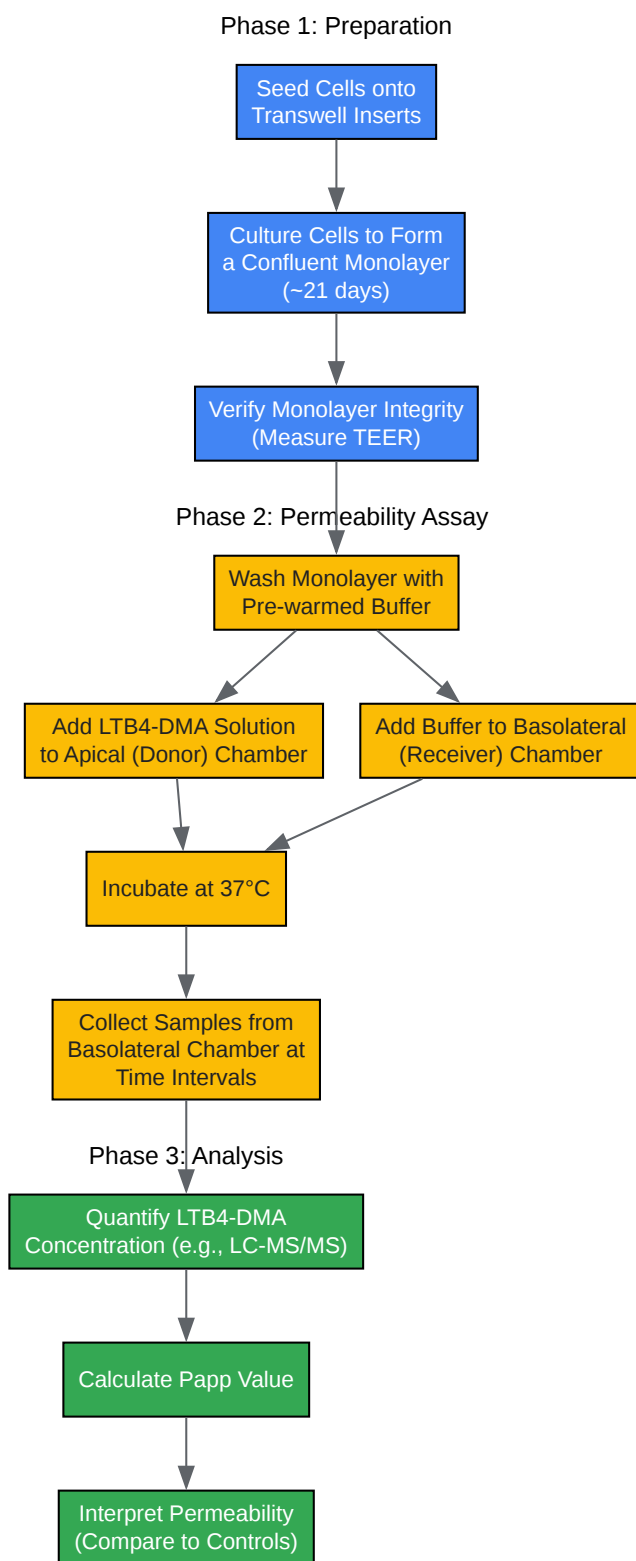 Phase 1: Preparation
Seed Cells onto
Transwell Inserts
Culture Cells to Form
a Confluent Monolayer
(~21 days)
Verify Monolayer Integrity
(Measure TEER)
Phase 2: Permeability Assay
Wash Monolayer with
Pre-warmed Buffer
Add LTB4-DMA Solution
to Apical (Donor) Chamber
Add Buffer to Basolateral
(Receiver) Chamber
Incubate at 37°C
Collect Samples from
Basolateral Chamber at
Time Intervals
Phase 3: Analysis
Quantify LTB4-DMA
Concentration (e.g., LC-MS/MS)
Calculate Papp Value
Interpret Permeability
(Compare to Controls)